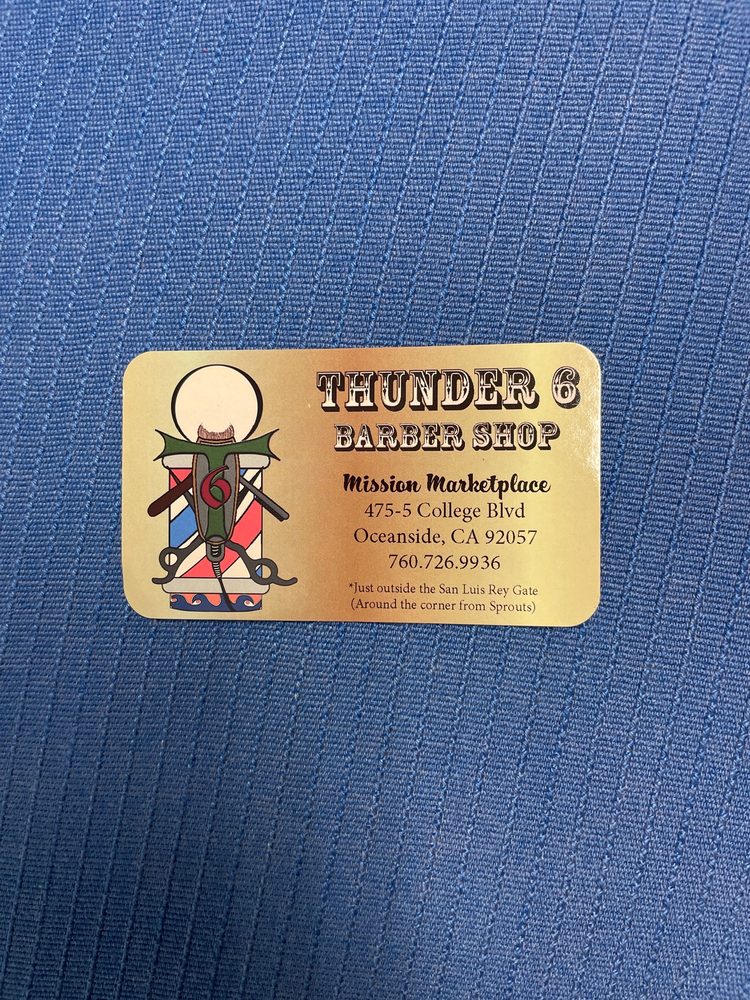 THUNDER 6
BARBER SHOP
Mission Marketplace
475-5 College Blvd
Oceanside, CA 92057
760.726.9936
*Just outside the San Luis Rey Gate
(Around the corner from Sprouts)
6